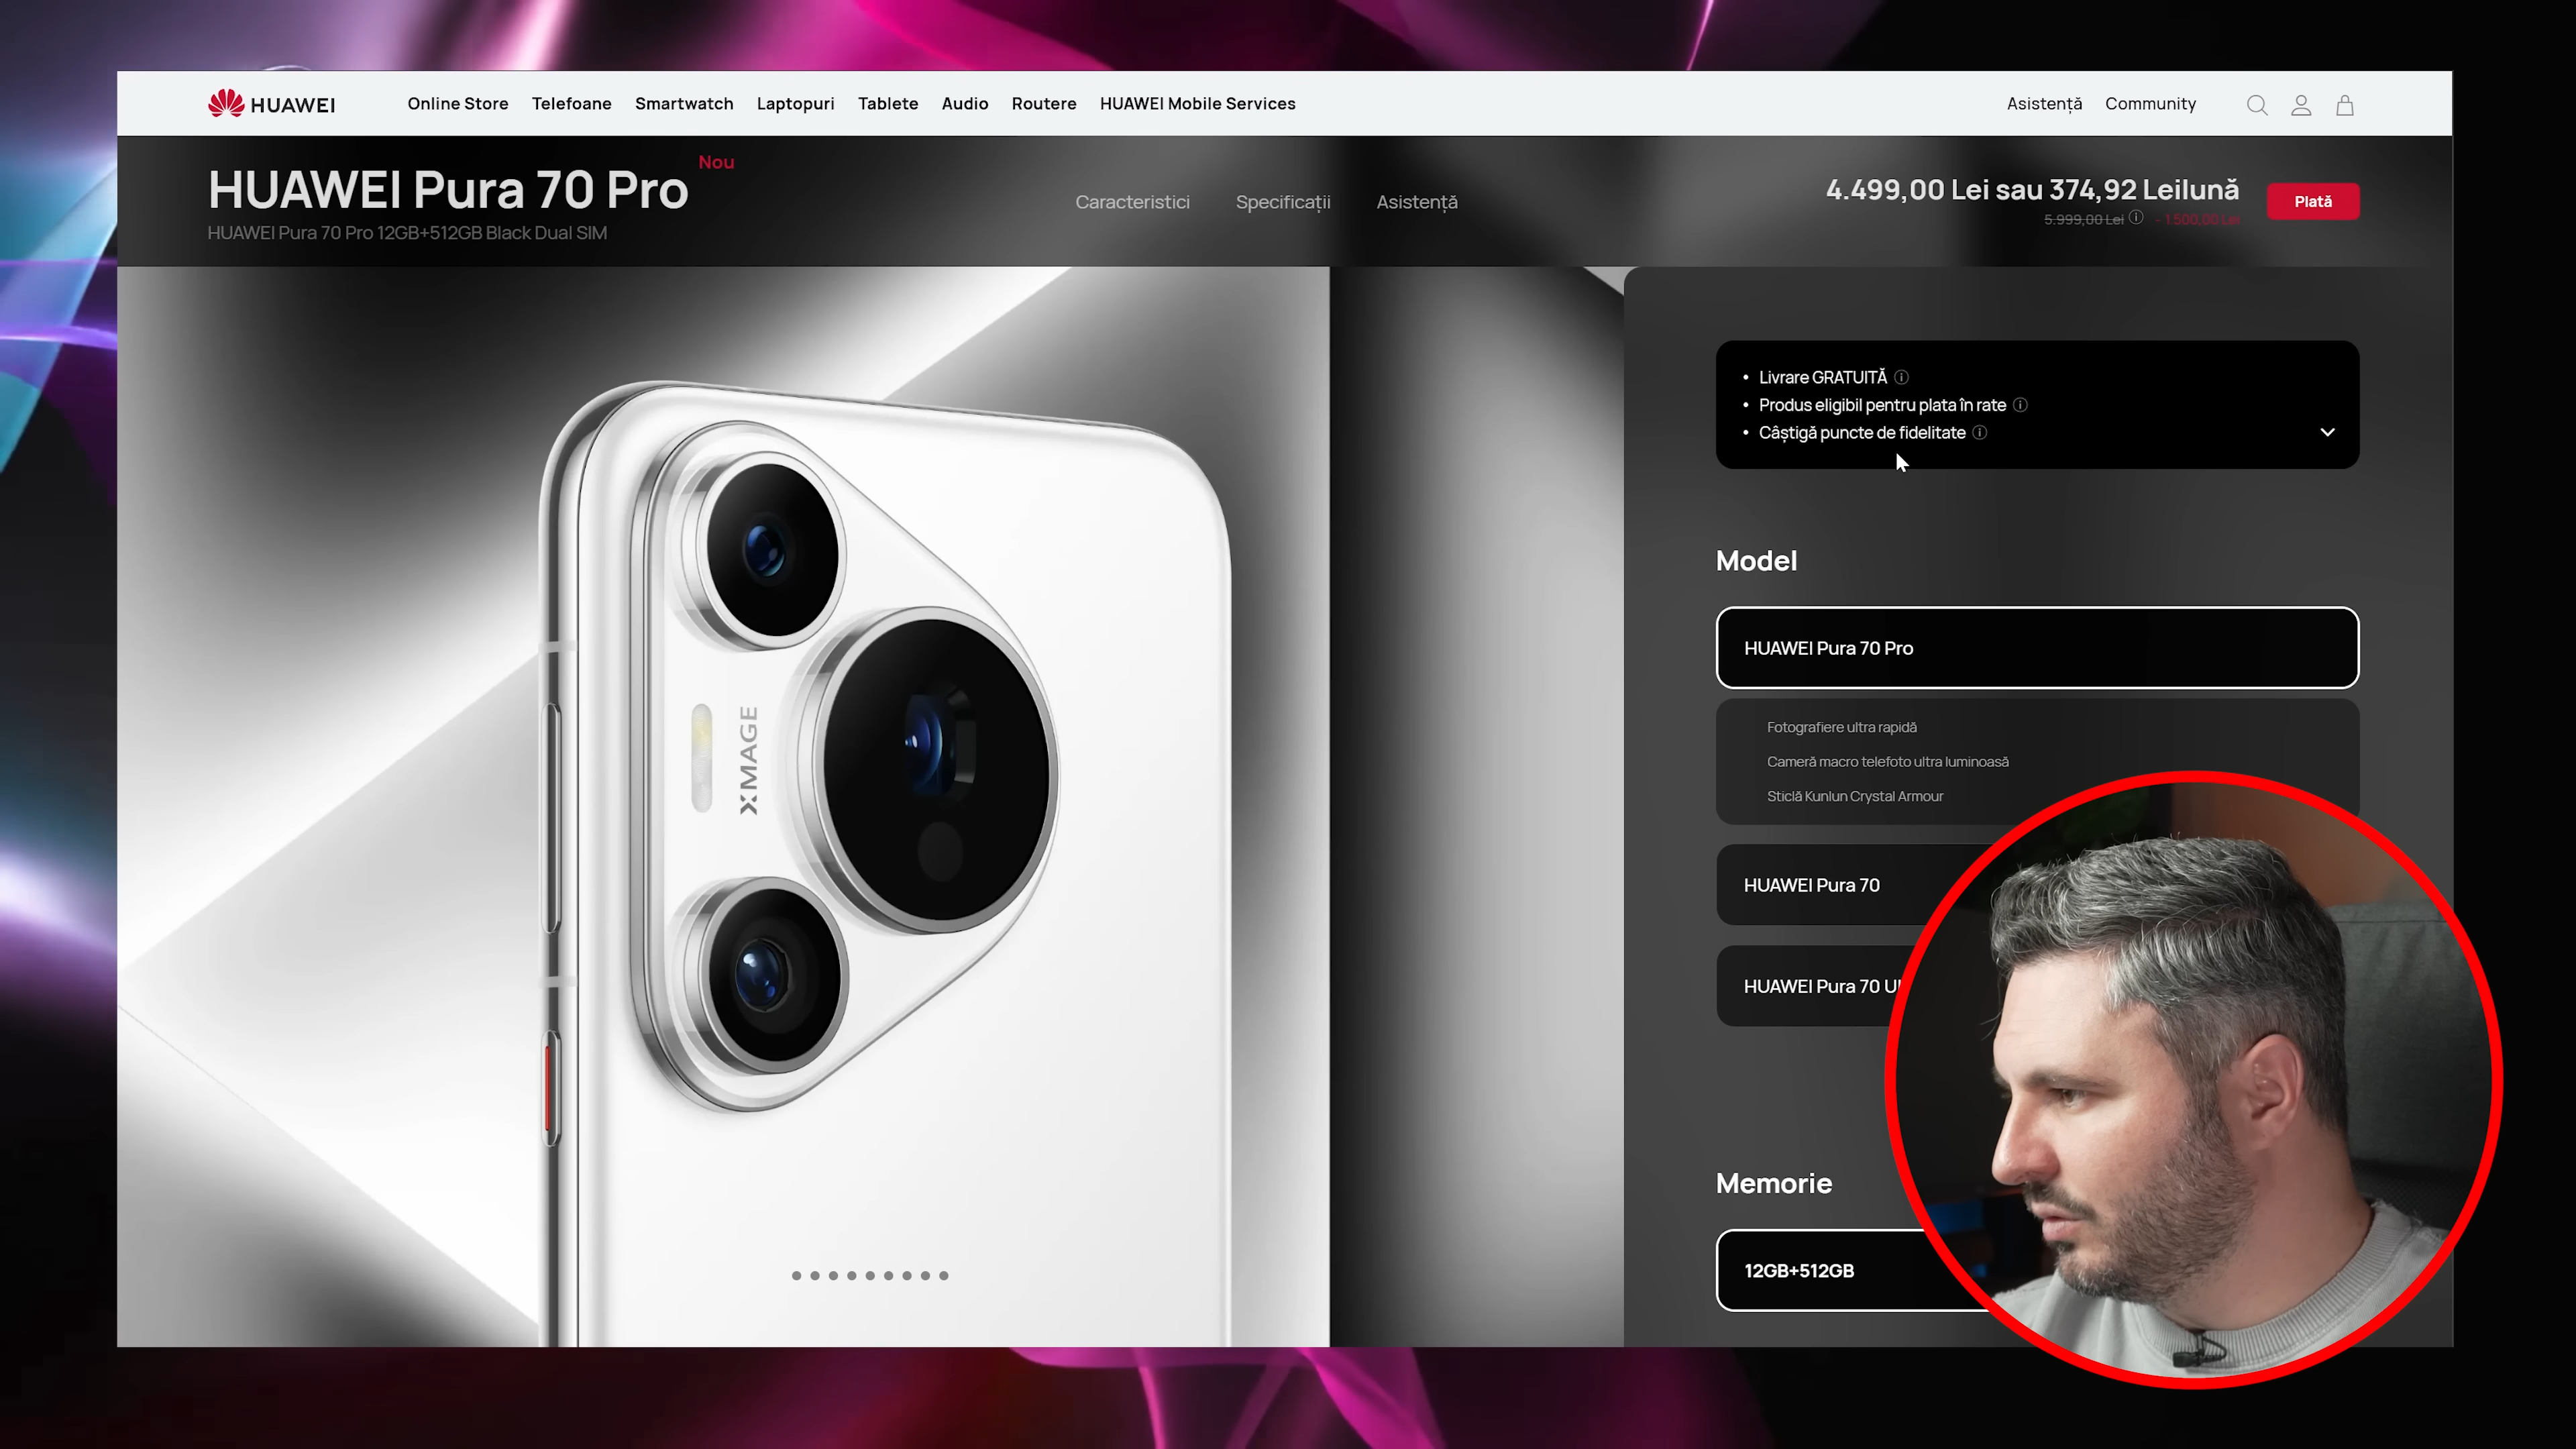 HUAWEI
Online Store Telefoane Smartwatch Laptopuri Tablete Audio Routere HUAWEI Mobile Services
Asistență Community
HUAWEI Pura 70 Pro Nou
HUAWEI Pura 70 Pro 12GB+512GB Black Dual SIM
Caracteristici Specificații Asistență
4.499,00 Lei sau 374,92 Leilună
5.999,00 Lei - 1.500,00 Lei
Plată
• Livrare GRATUITĂ
• Produs eligibil pentru plata în rate
• Câștigă puncte de fidelitate
XMAGE
Model
HUAWEI Pura 70 Pro
Fotografiere ultra rapidă
Cameră macro telefoto ultra luminoasă
Sticlă Kunlun Crystal Armour
HUAWEI Pura 70
HUAWEI Pura 70
Memorie
12GB+512GB